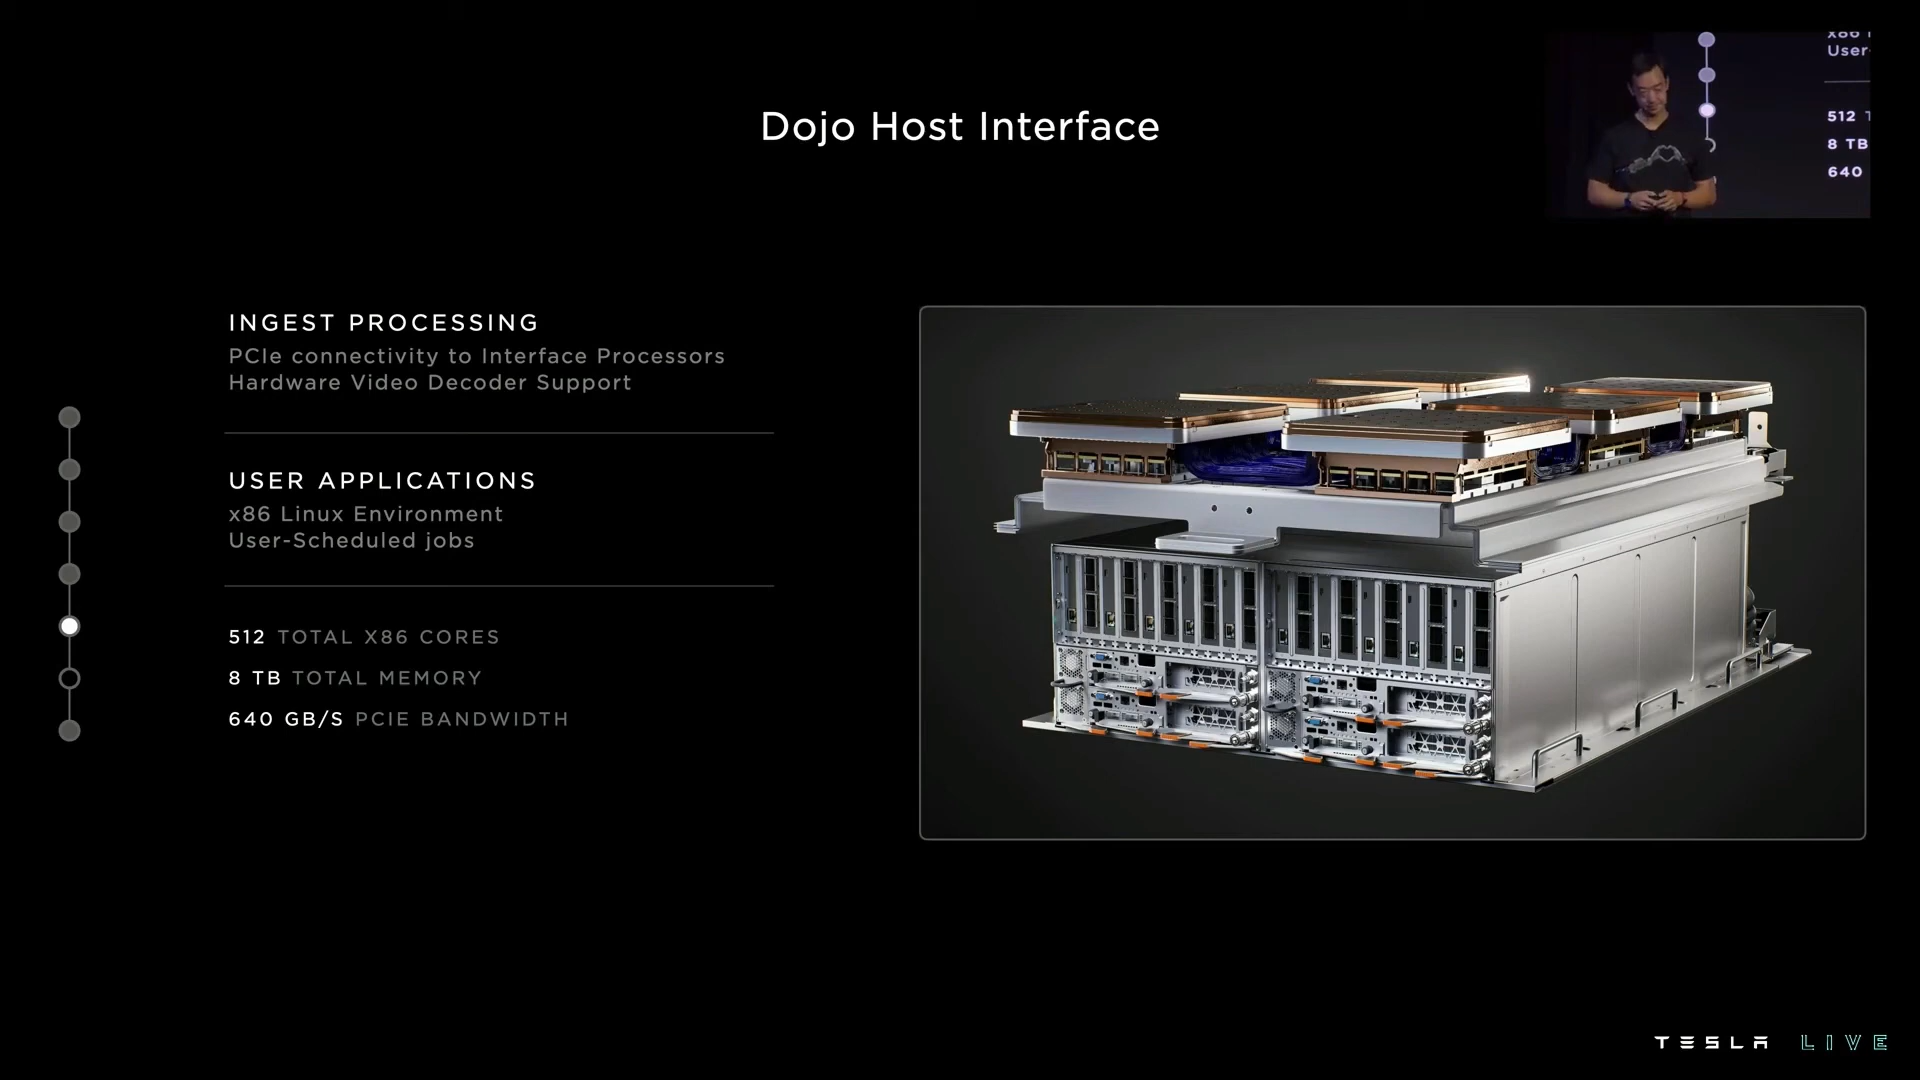 Dojo Host Interface
User
512
8 TB
640
INGEST PROCESSING
PCIe connectivity to Interface Processors
Hardware Video Decoder Support
USER APPLICATIONS
x86 Linux Environment
User-Scheduled jobs
512 TOTAL X86 CORES
8 TB TOTAL MEMORY
640 GB/S PCIE BANDWIDTH
TESLA LIVE